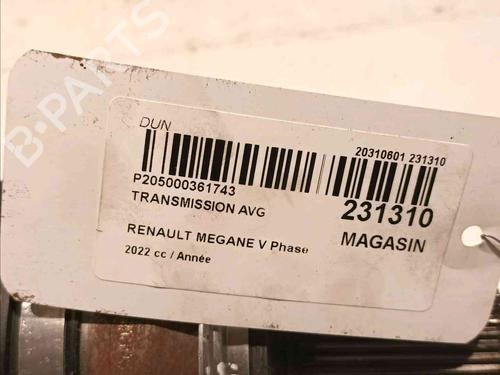 B-PARTS
DUN
20310601 231310
P205000361743
TRANSMISSION AVG
231310
RENAULT MEGANE V Phase
MAGASIN
2022 cc / Année